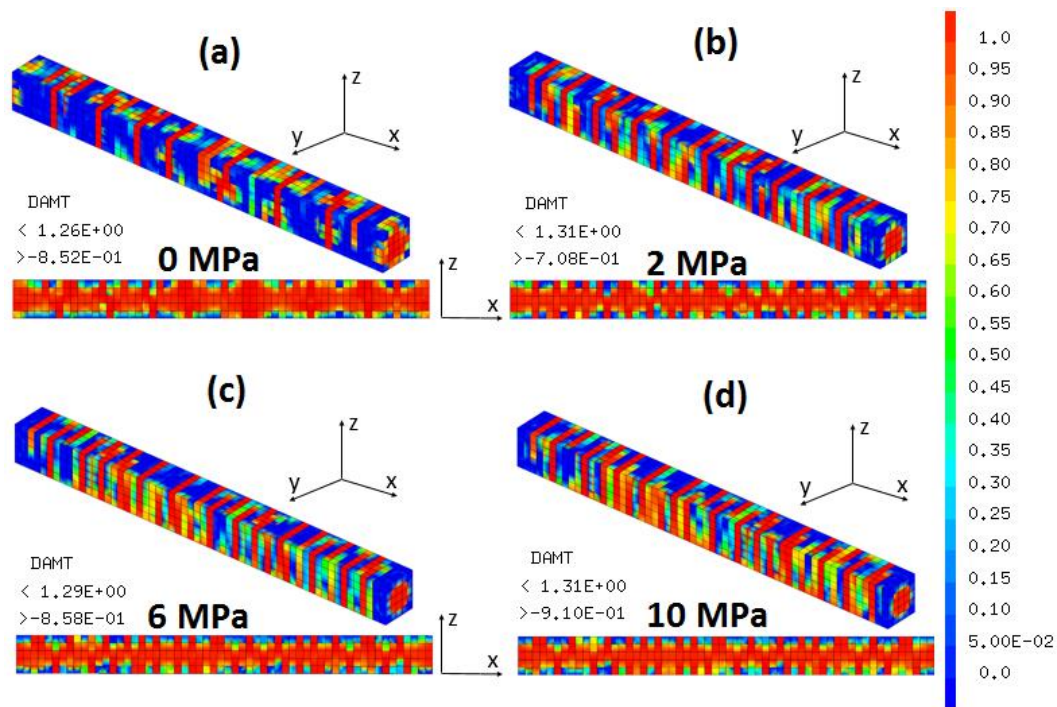 (a)
z
y
x
DAMT
< 1.26E+00
>-8.52E-01
0 MPa
z
x
(b)
z
y
x
DAMT
< 1.31E+00
>-7.08E-01
2 MPa
(c)
z
y
x
DAMT
< 1.29E+00
>-8.58E-01
6 MPa
z
x
(d)
z
y
x
DAMT
< 1.31E+00
>-9.10E-01
10 MPa
1.0
0.95
0.90
0.85
0.80
0.75
0.70
0.65
0.60
0.55
0.50
0.45
0.40
0.35
0.30
0.25
0.20
0.15
0.10
5.00E-02
0.0